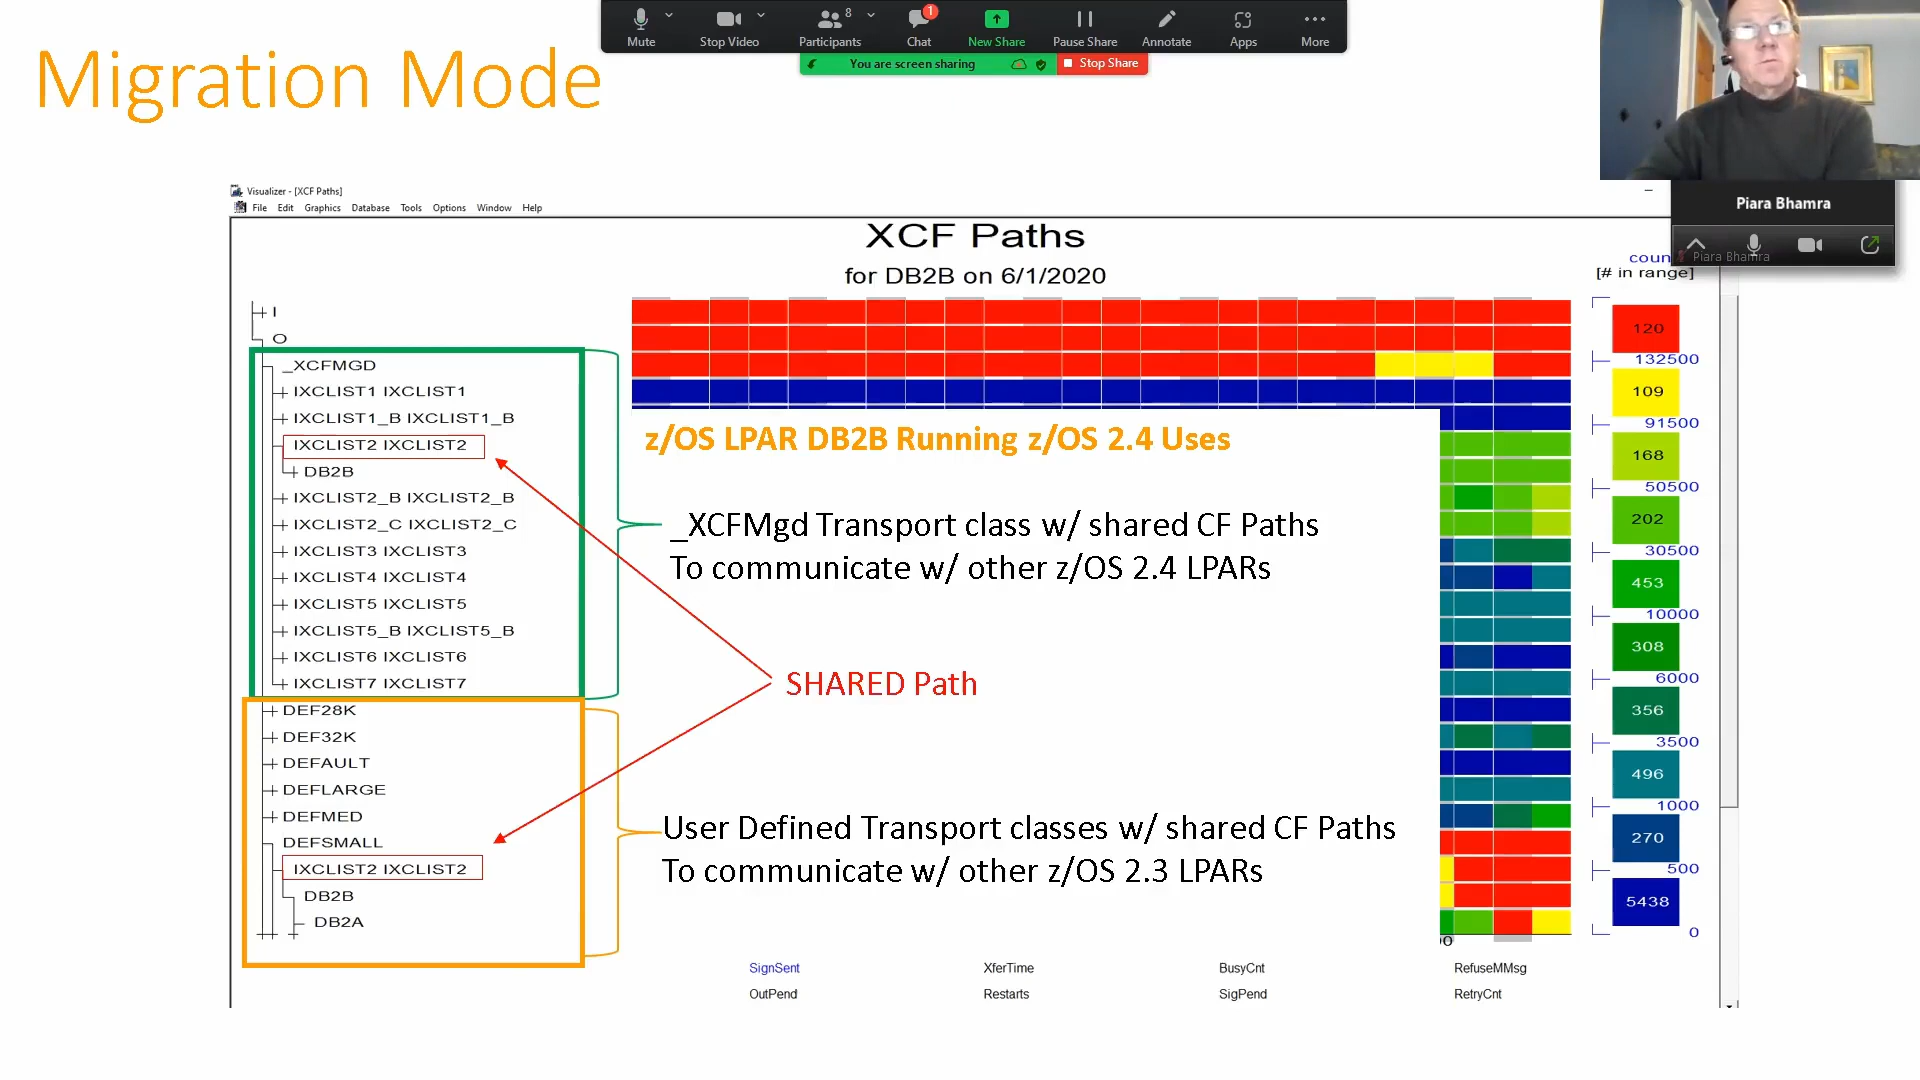 Mute
Stop Video
Participants
8
Chat
1
New Share
Pause Share
Annotate
Apps
More
You are screen sharing
Stop Share
Migration Mode
Piara Bhamra
Piara Bhamra
Visualizer - [XCF Paths]
File Edit Graphics Database Tools Options Window Help
XCF Paths
for DB2B on 6/1/2020
coun
[# in range]
I
O
_XCFMGD
IXCLIST1 IXCLIST1
IXCLIST1_B IXCLIST1_B
IXCLIST2 IXCLIST2
DB2B
IXCLIST2_B IXCLIST2_B
IXCLIST2_C IXCLIST2_C
IXCLIST3 IXCLIST3
IXCLIST4 IXCLIST4
IXCLIST5 IXCLIST5
IXCLIST5_B IXCLIST5_B
IXCLIST6 IXCLIST6
IXCLIST7 IXCLIST7
DEF28K
DEF32K
DEFAULT
DEFLARGE
DEFMED
DEFSMALL
IXCLIST2 IXCLIST2
DB2B
DB2A
z/OS LPAR DB2B Running z/OS 2.4 Uses
_XCFMgd Transport class w/ shared CF Paths
To communicate w/ other z/OS 2.4 LPARs
SHARED Path
User Defined Transport classes w/ shared CF Paths
To communicate w/ other z/OS 2.3 LPARs
120
132500
109
91500
168
50500
202
30500
453
10000
308
6000
356
3500
496
1000
270
500
5438
0
SignSent XferTime BusyCnt RefuseMMsg
OutPend Restarts SigPend RetryCnt